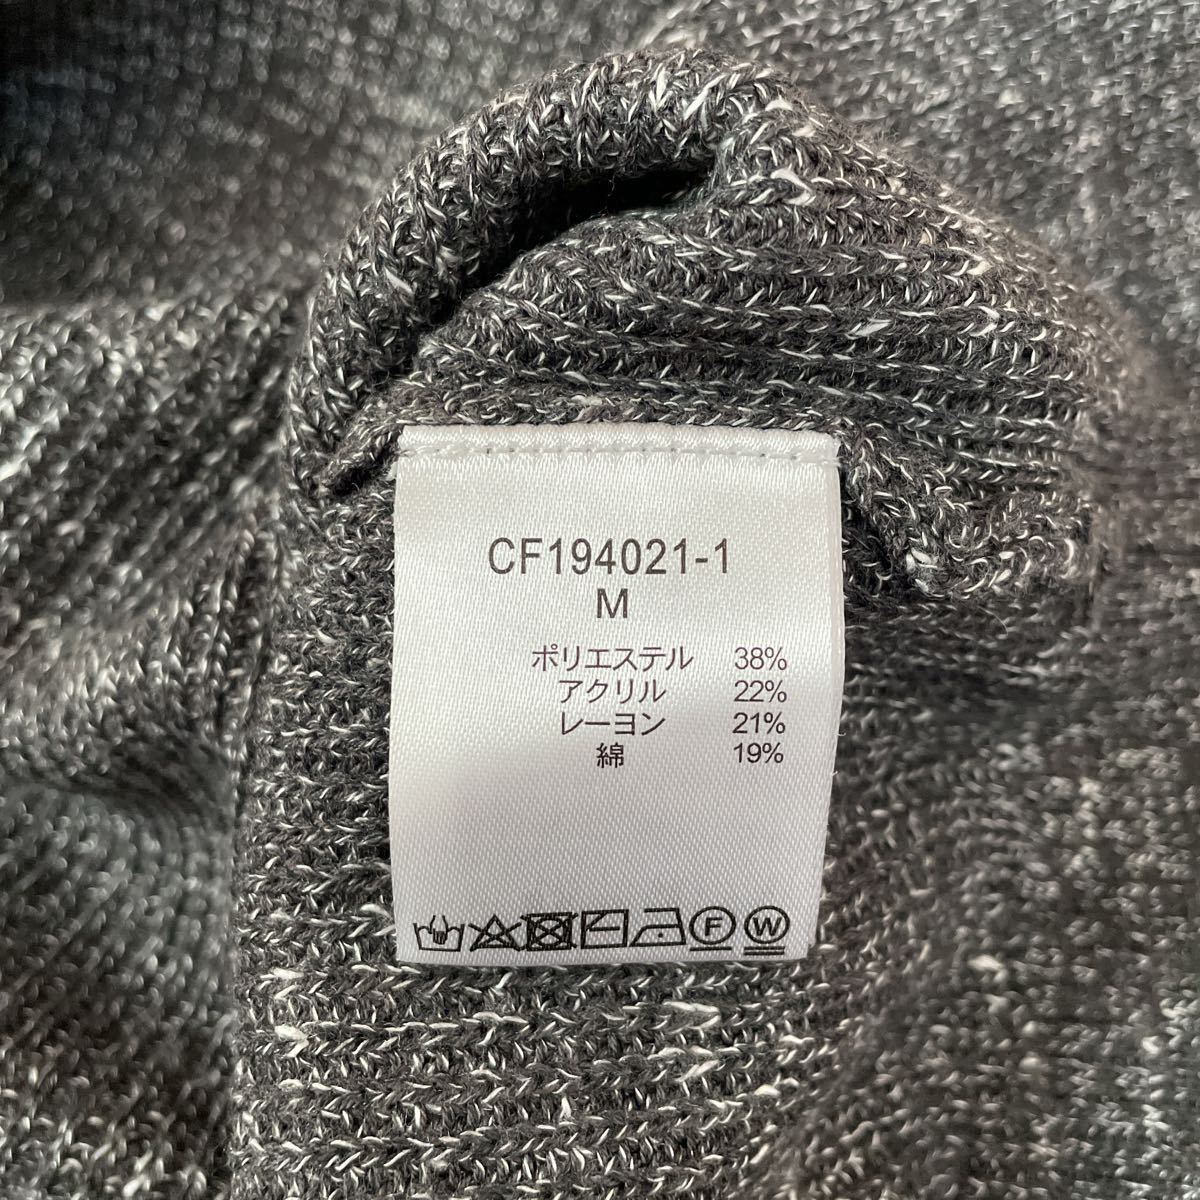 CF194021-1
M
ポリエステル 38%
アクリル 22%
レーヨン 21%
綿 19%
F W